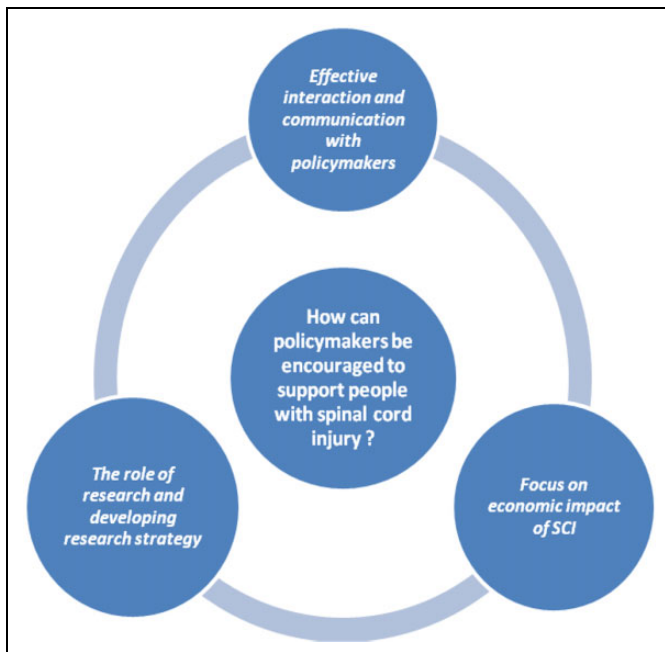 Effective
interaction and
communication
with
policymakers
How can
policymakers be
encouraged to
support people
with spinal cord
injury ?
The role of
research and
developing
research strategy
Focus on
economic impact
of SCI